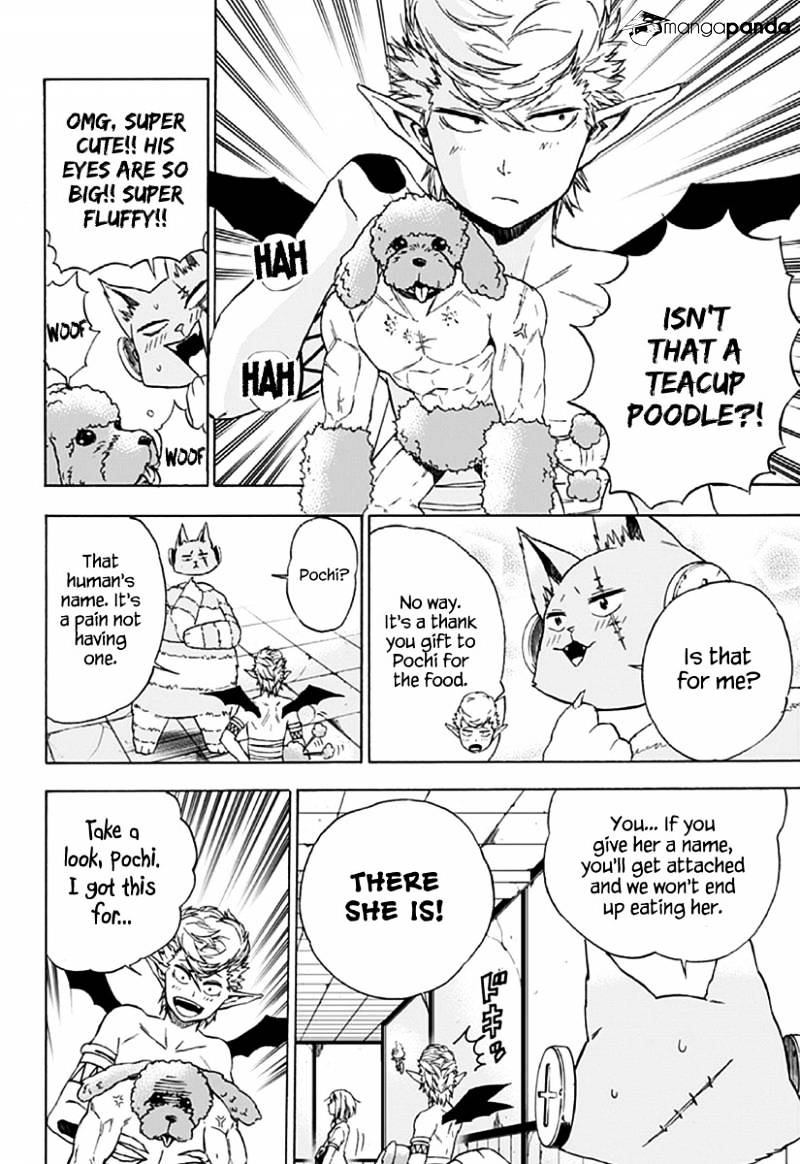 mangapanda
ISN'T
THAT A
TEACUP
POODLE?!
HAH
HAH
OMG, SUPER
CUTE!! HIS
EYES ARE SO
BIG!! SUPER
FLUFFY!!
WOOF
WOOF
Is that
for me?
No way.
It's a thank
you gift to
Pochi for
the food.
Pochi?
That
human's
name. It's
a pain not
having
one.
You... If you
give her a name,
you'll get attached
and we won't end
up eating her.
THERE
SHE IS!
ドキッ
Take a
look, Pochi.
I got this
for...